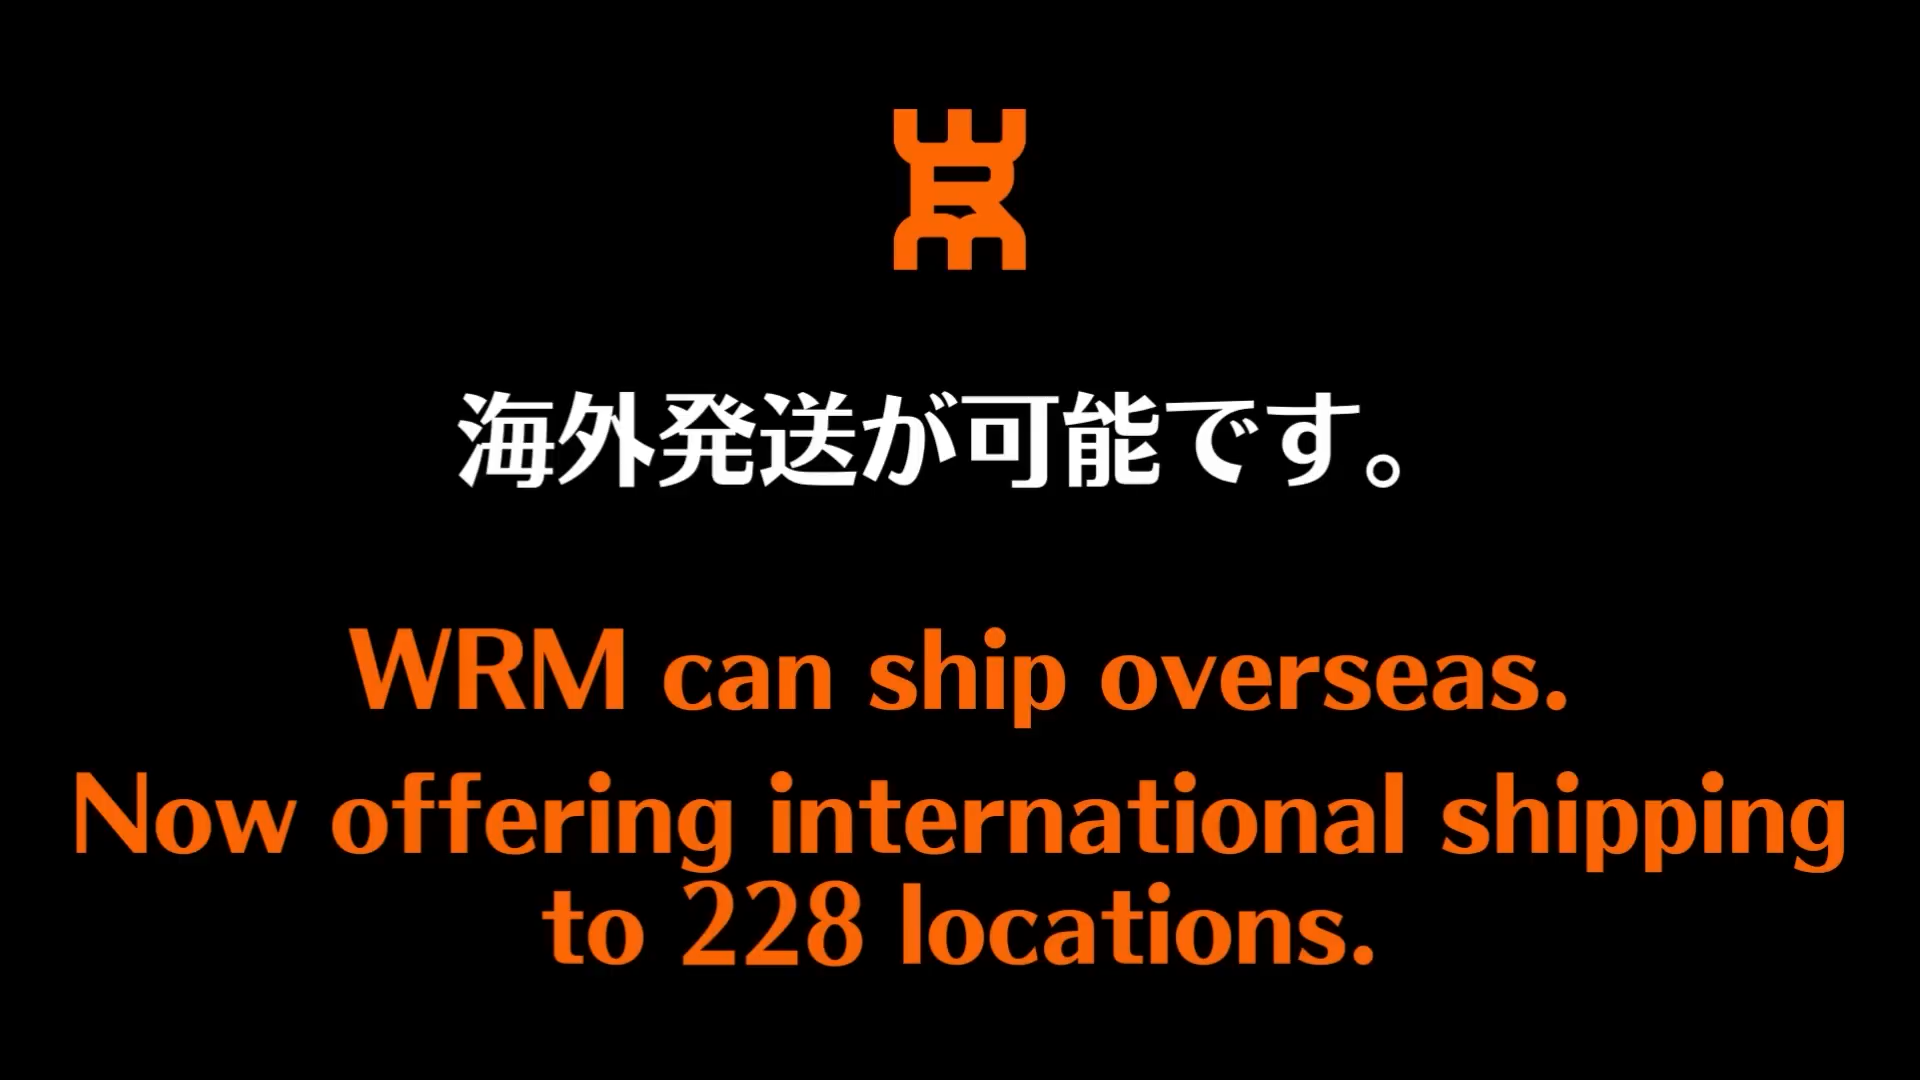 海外発送が可能です。
WRM can ship overseas.
Now offering international shipping
to 228 locations.